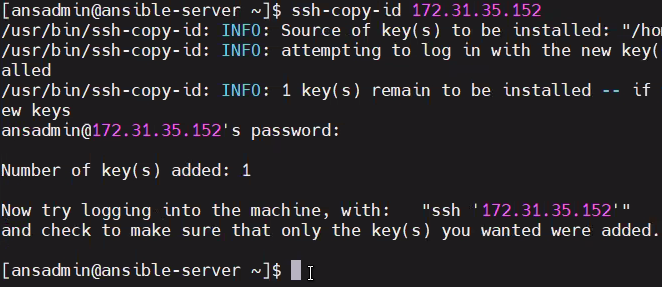 [ansadmin@ansible-server ~]$ ssh-copy-id 172.31.35.152
/usr/bin/ssh-copy-id: INFO: Source of key(s) to be installed: "/ho
/usr/bin/ssh-copy-id: INFO: attempting to log in with the new key(
alled
/usr/bin/ssh-copy-id: INFO: 1 key(s) remain to be installed -- if
ew keys
ansadmin@172.31.35.152's password:
Number of key(s) added: 1
Now try logging into the machine, with:   "ssh '172.31.35.152'"
and check to make sure that only the key(s) you wanted were added.
[ansadmin@ansible-server ~]$